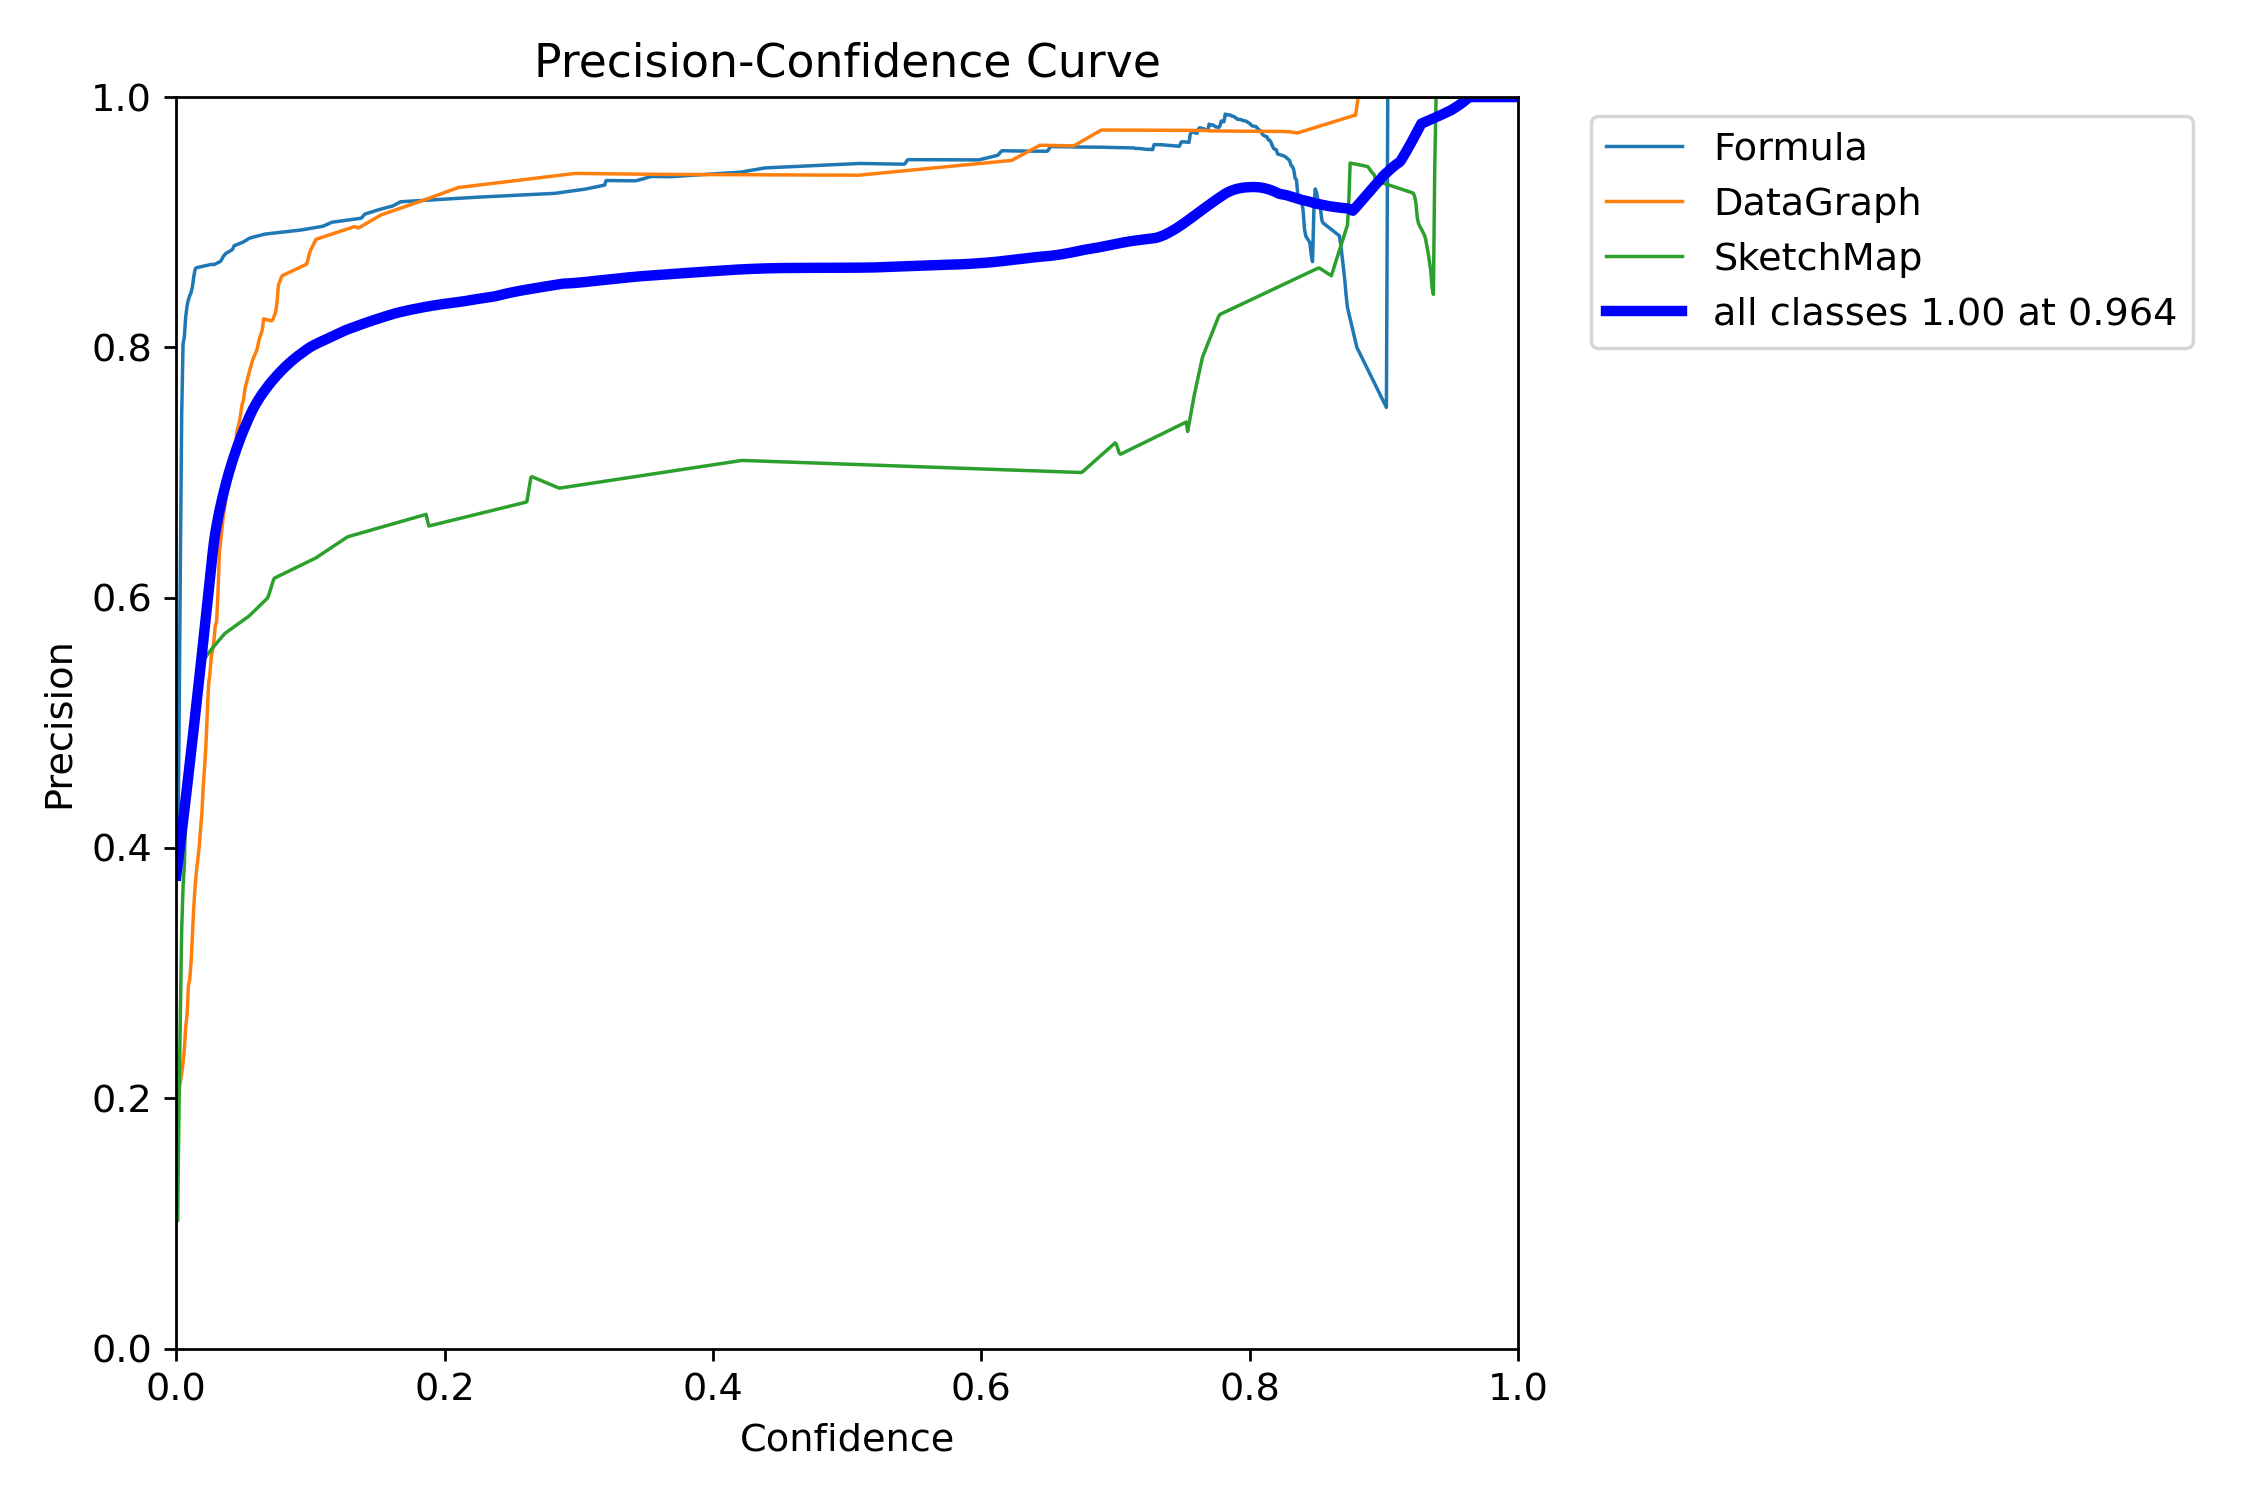 Precision-Confidence Curve
1.0
0.8
0.6
0.4
0.2
0.0
Precision
0.0 0.2 0.4 0.6 0.8 1.0
Confidence
Formula
DataGraph
SketchMap
all classes 1.00 at 0.964